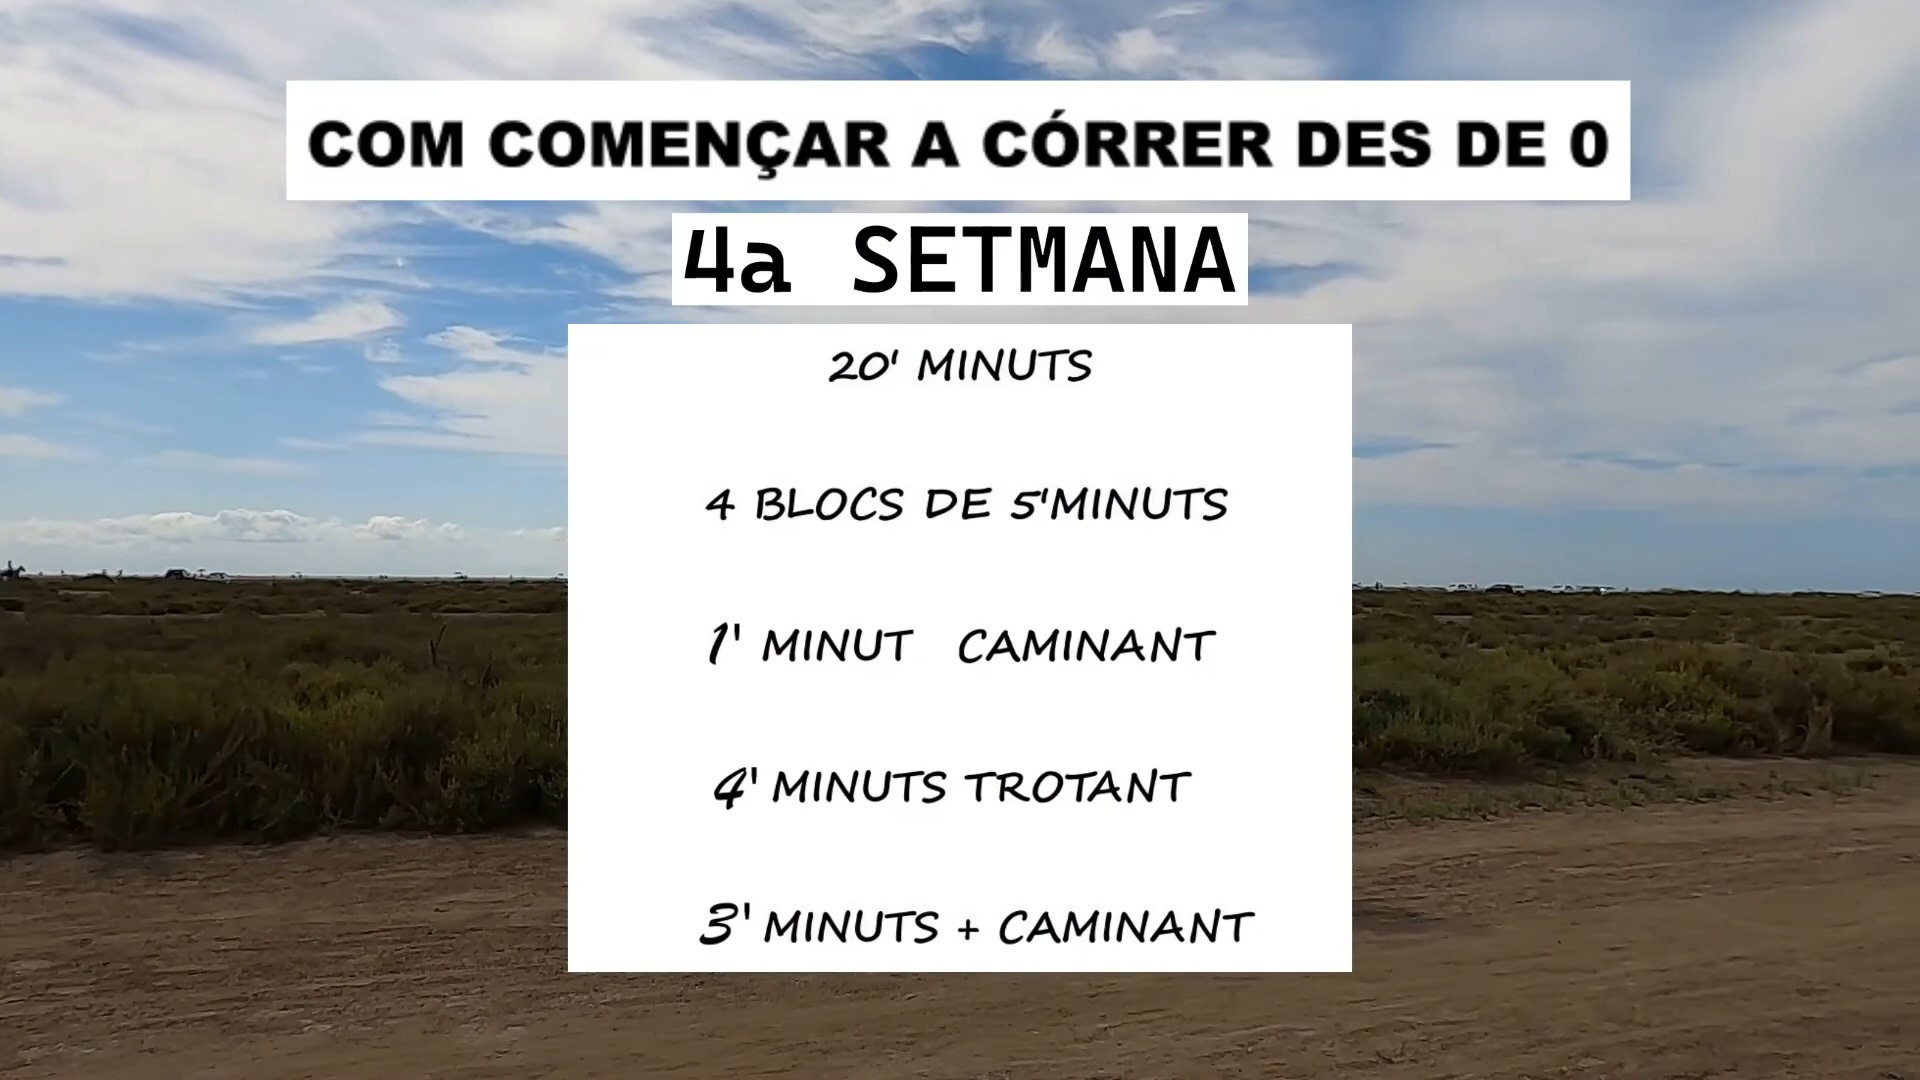 COM COMENÇAR A CÓRRER DES DE 0
4a SETMANA
20' MINUTS
4 BLOCS DE 5'MINUTS
1' MINUT CAMINANT
4' MINUTS TROTANT
3' MINUTS + CAMINANT